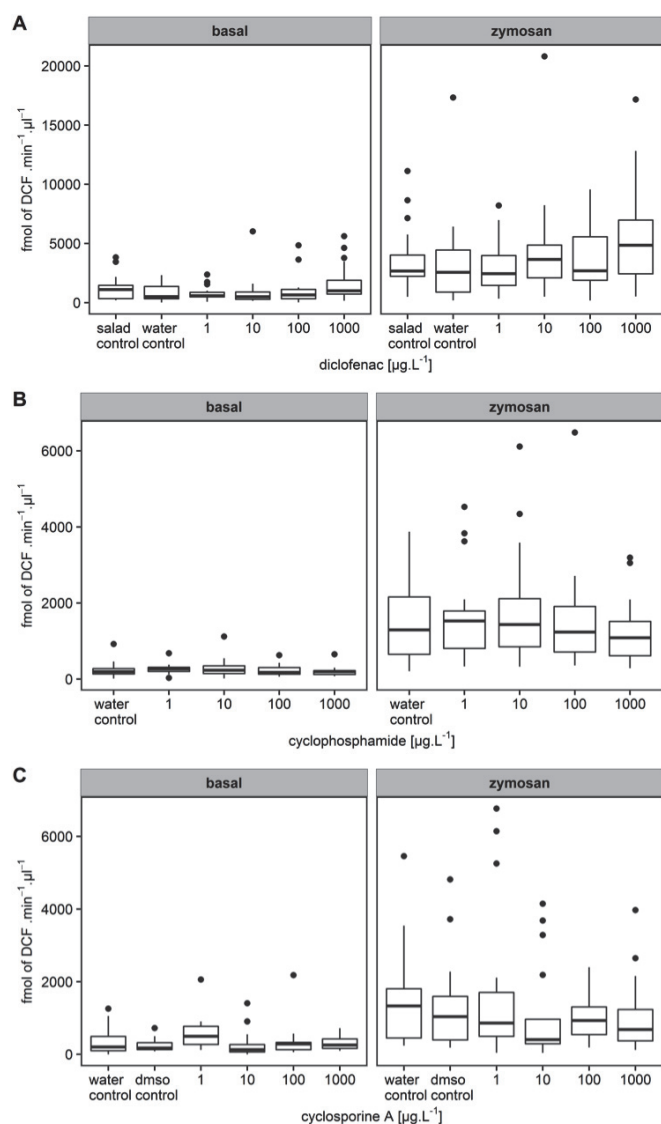 A
basal
zymosan
fmol of DCF .min⁻¹.µl⁻¹
20000
15000
10000
5000
0
salad control
water control
1
10
100
1000
salad control
water control
1
10
100
1000
diclofenac [µg.L⁻¹]
B
basal
zymosan
fmol of DCF .min⁻¹.µl⁻¹
6000
4000
2000
0
water control
1
10
100
1000
water control
1
10
100
1000
cyclophosphamide [µg.L⁻¹]
C
basal
zymosan
fmol of DCF .min⁻¹.µl⁻¹
6000
4000
2000
0
water control
dmso control
1
10
100
1000
water control
dmso control
1
10
100
1000
cyclosporine A [µg.L⁻¹]